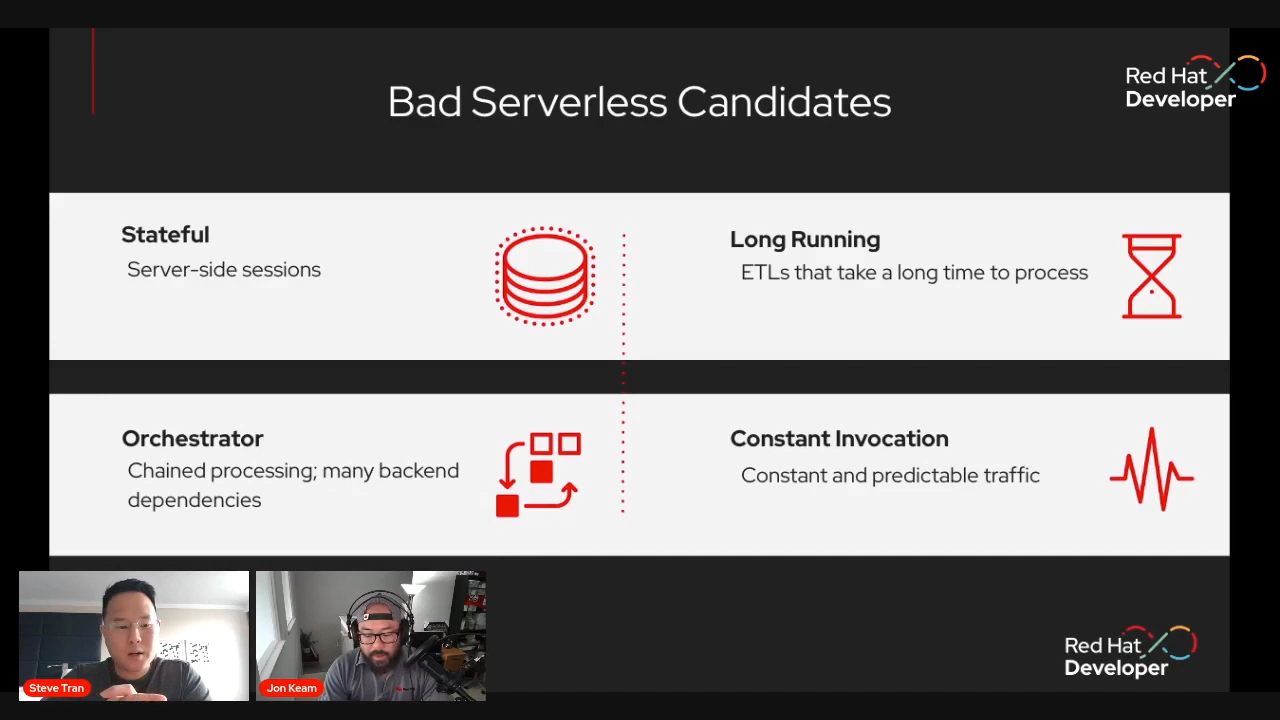 Bad Serverless Candidates
Red Hat
Developer
Stateful
Server-side sessions
Long Running
ETLs that take a long time to process
Orchestrator
Chained processing; many backend
dependencies
Constant Invocation
Constant and predictable traffic
Steve Tran
Jon Keam
Red Hat
Developer